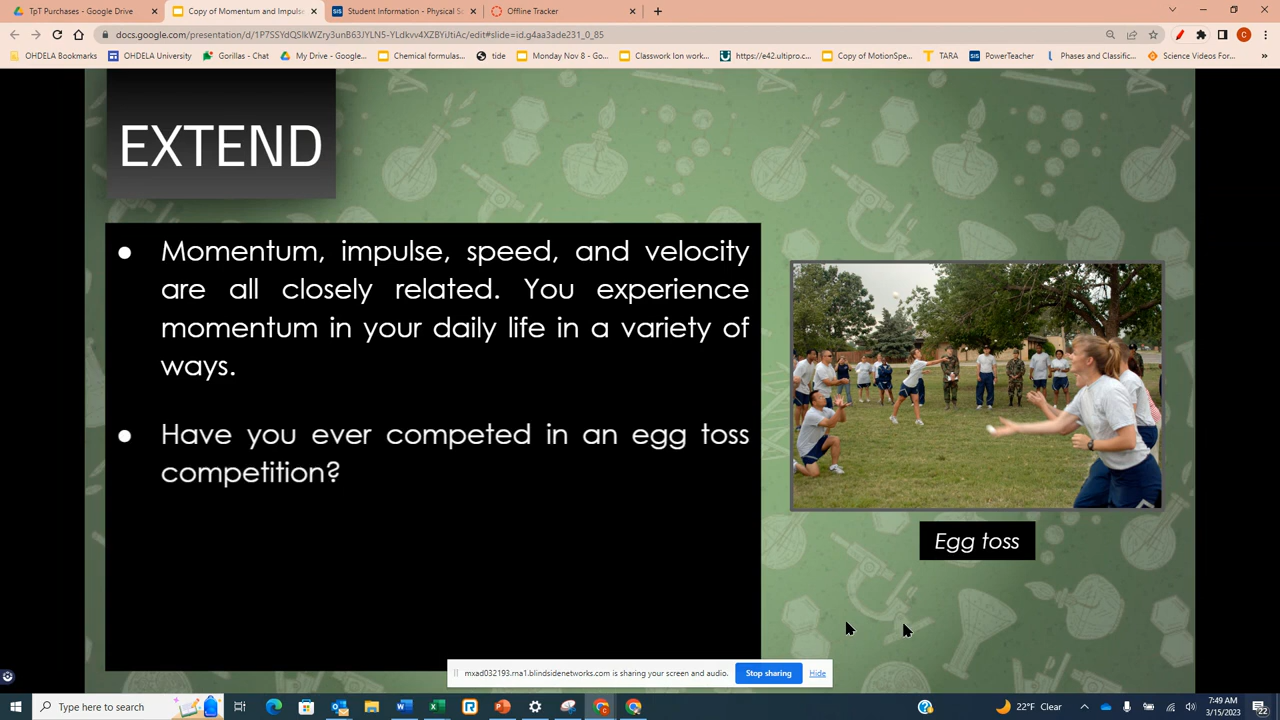 TpT Purchases - Google Drive
Copy of Momentum and Impulse
Student Information - Physical Sc
Offline Tracker
docs.google.com/presentation/d/1P7SSYdQSlkWZry3unB63JYLN5-YLdkvv4XZBYiJtiAc/edit#slide=id.g4aa3ade231_0_85
OHDELA Bookmarks
OHDELA University
Gorillas - Chat
My Drive - Google...
Chemical formulas...
tide
Monday Nov 8 - Go...
Classwork Ion work...
https://e42.ultipro.c...
Copy of MotionSpe...
TARA
PowerTeacher
Phases and Classific...
Science Videos For...
EXTEND
● Momentum, impulse, speed, and velocity
are all closely related. You experience
momentum in your daily life in a variety of
ways.
● Have you ever competed in an egg toss
competition?
Egg toss
mxad032193.rna1.blindsidenetworks.com is sharing your screen and audio.
Stop sharing
Hide
Type here to search
22°F Clear
7:49 AM
3/15/2023